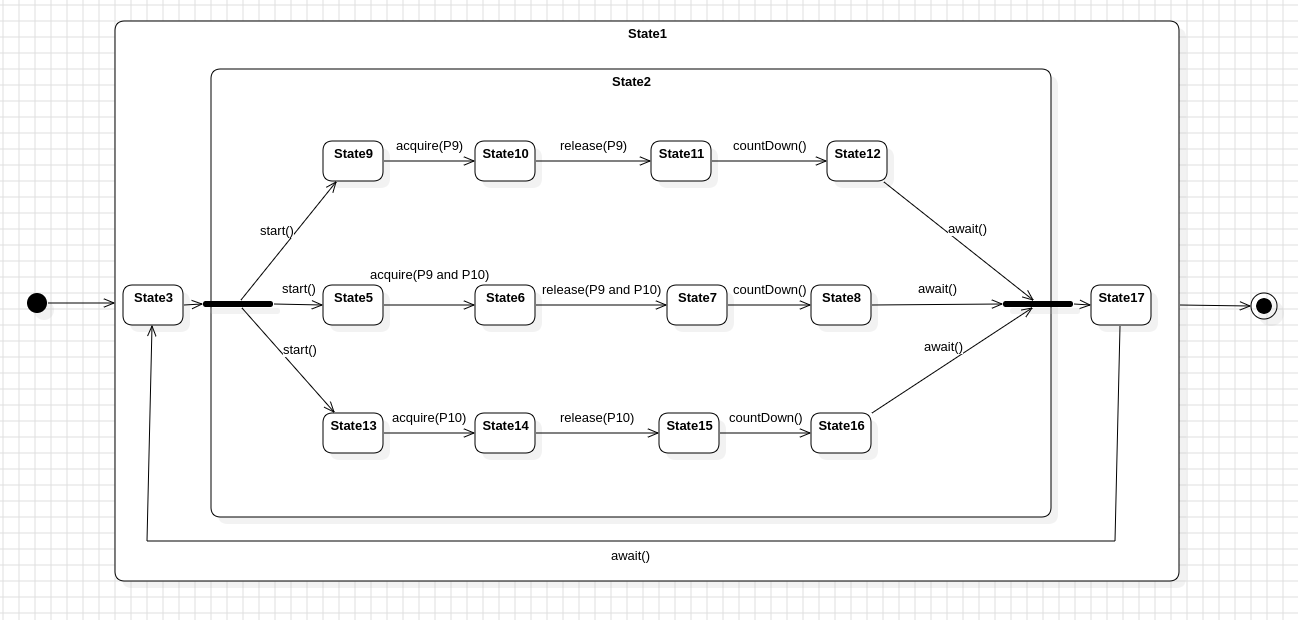 State1
State2
State9
acquire(P9)
State10
release(P9)
State11
countDown()
State12
start()
await()
State3
start()
State5
acquire(P9 and P10)
State6
release(P9 and P10)
State7
countDown()
State8
await()
State17
start()
await()
State13
acquire(P10)
State14
release(P10)
State15
countDown()
State16
await()